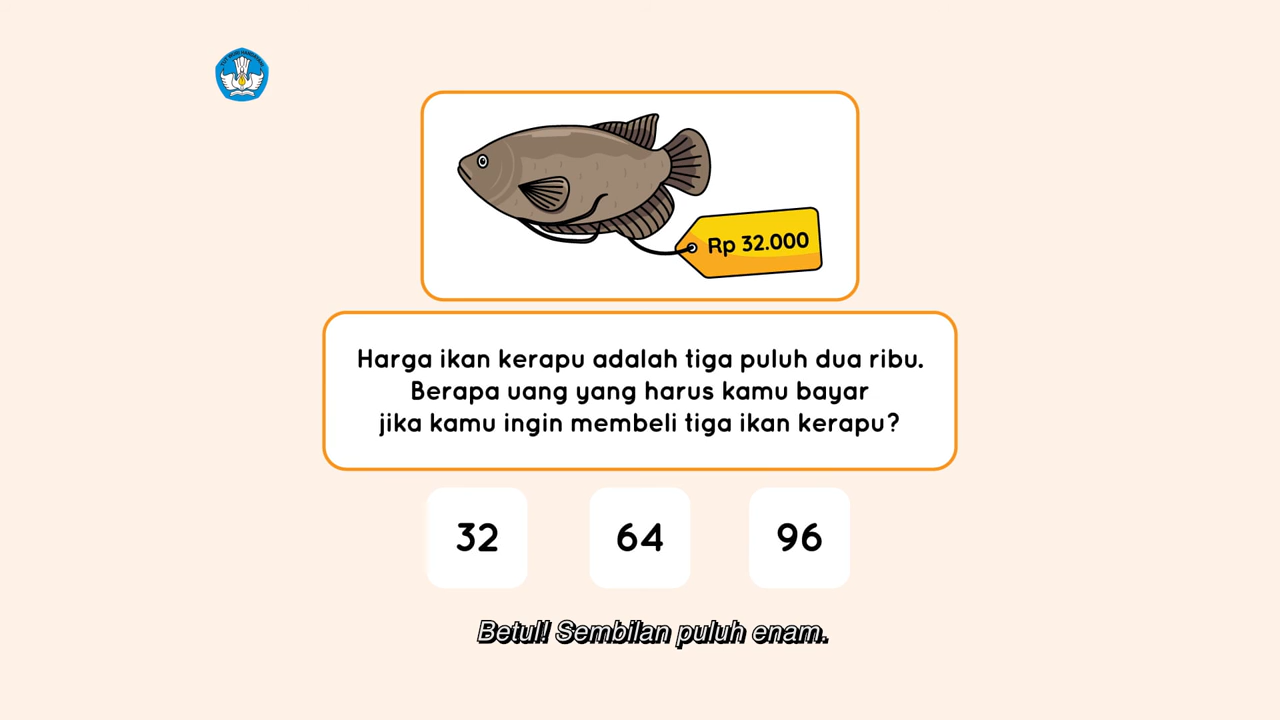 Rp 32.000
Harga ikan kerapu adalah tiga puluh dua ribu.
Berapa uang yang harus kamu bayar
jika kamu ingin membeli tiga ikan kerapu?
32 64 96
Betul! Sembilan puluh enam.